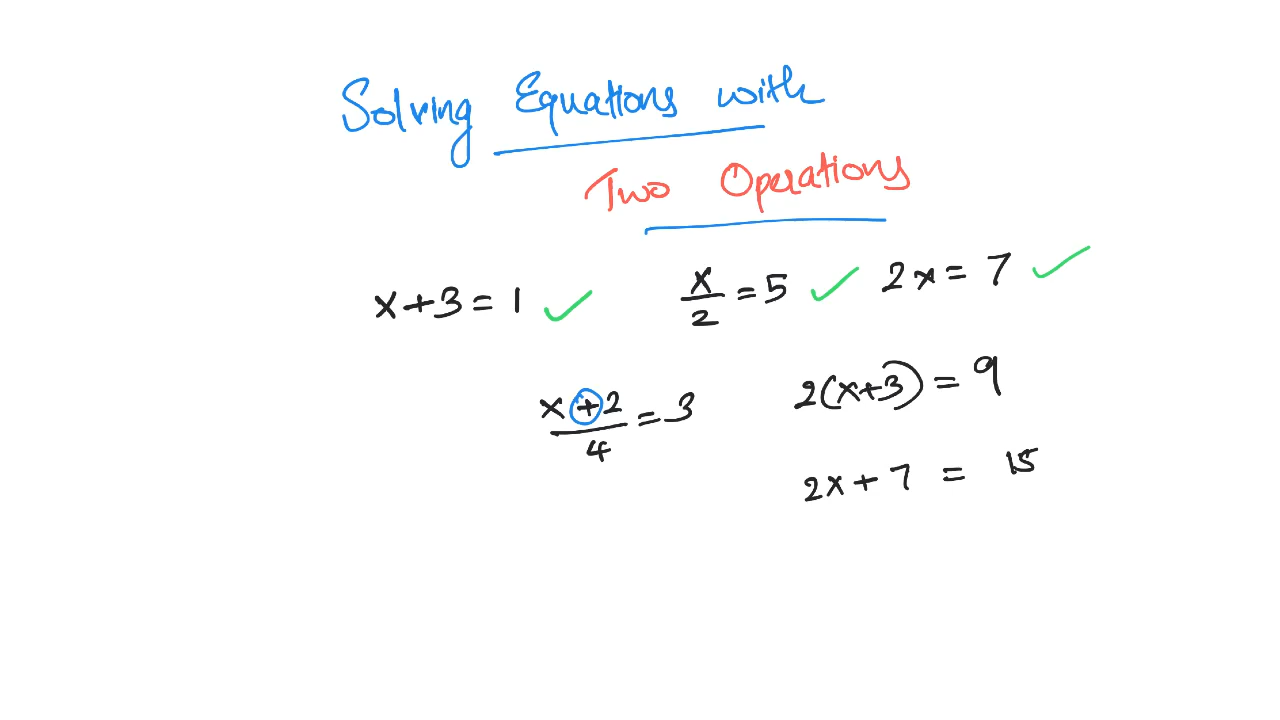 Solving Equations with
Two Operations
x+3=1 ✓ x/2=5 ✓ 2x=7 ✓
(x+2)/4=3 2(x+3)=9
2x+7=15